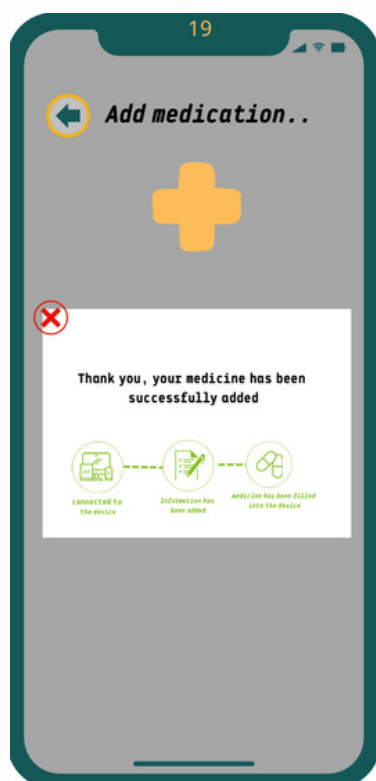 19
Add medication..
Thank you, your medicine has been
successfully added
connected to
the device
Information has
been added
medicine has been filled
into the device